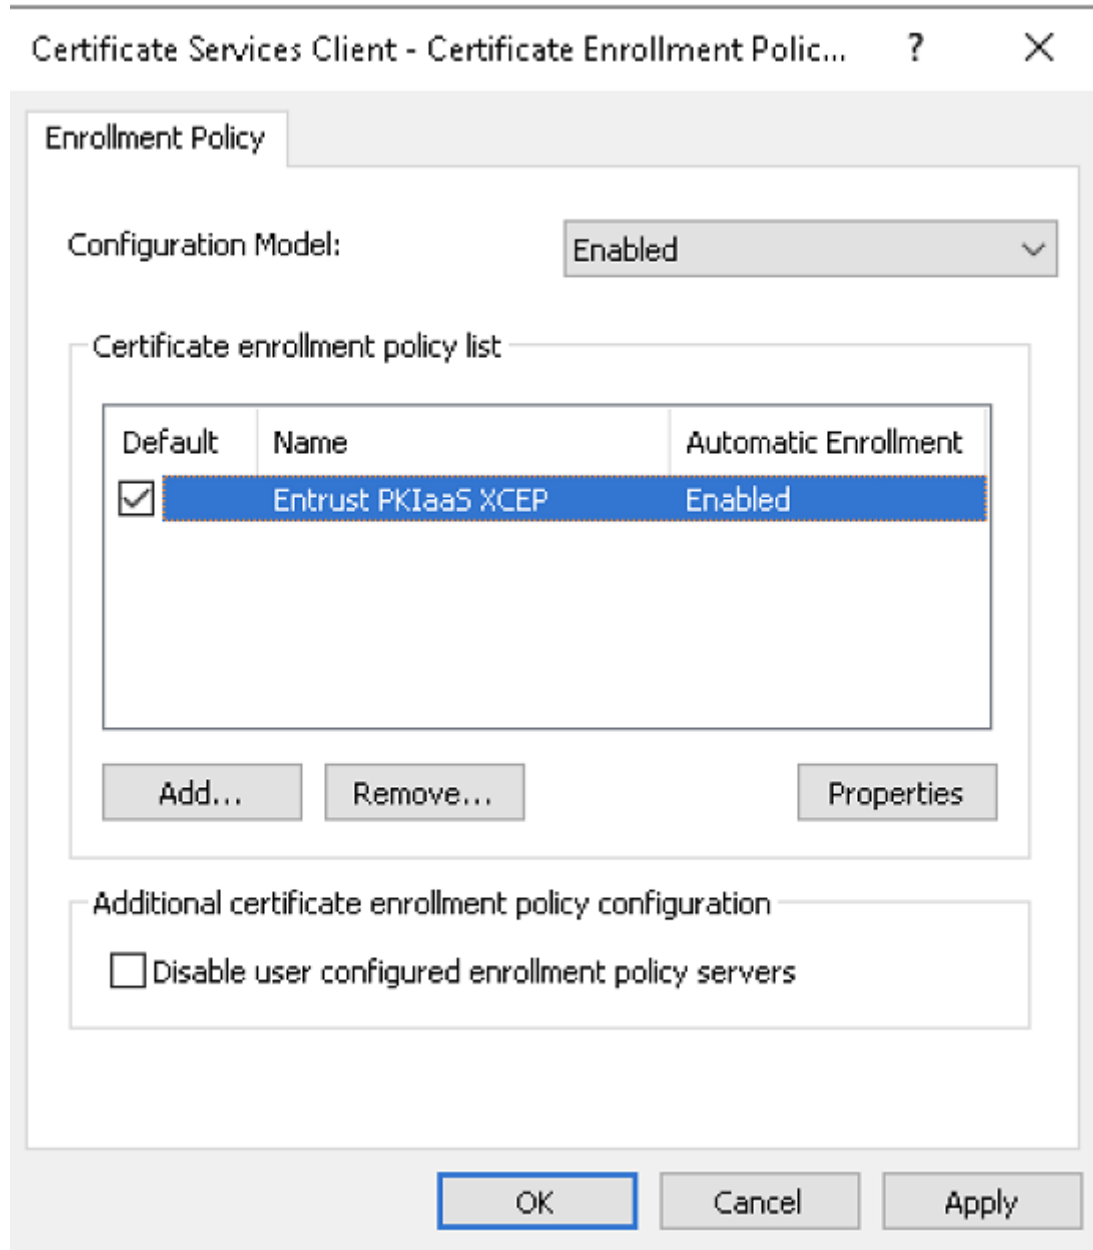 Certificate Services Client - Certificate Enrollment Polic... ?
Enrollment Policy
Configuration Model: Enabled
Certificate enrollment policy list
Default Name Automatic Enrollment
Entrust PKIaaS XCEP Enabled
Add... Remove... Properties
Additional certificate enrollment policy configuration
Disable user configured enrollment policy servers
OK Cancel Apply